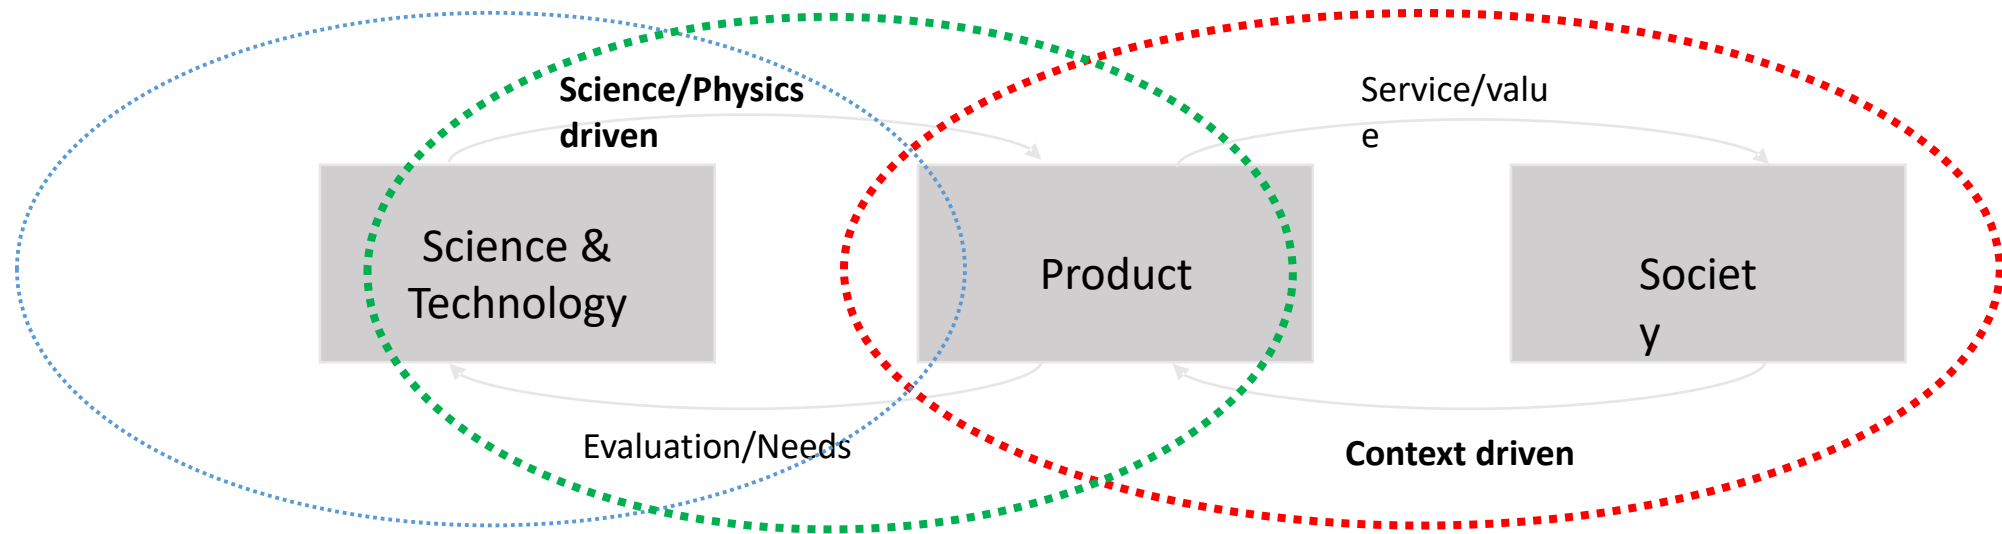 Science/Physics
driven
Service/valu
e
Science &
Technology
Product
Societ
y
Evaluation/Needs
Context driven